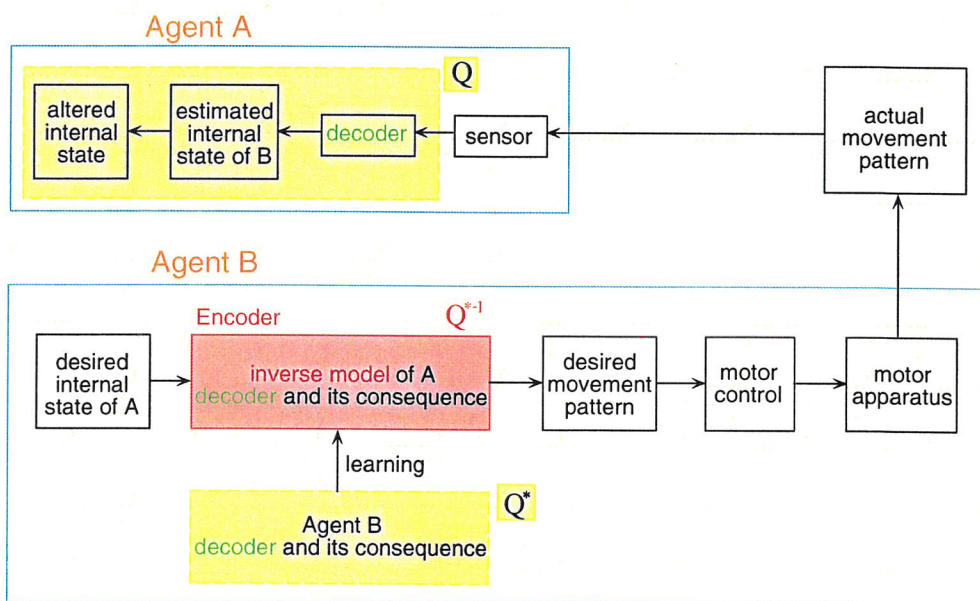 Agent A
Q
altered
internal
state
estimated
internal
state of B
decoder
sensor
actual
movement
pattern
Agent B
Encoder
Q*-1
desired
internal
state of A
inverse model of A
decoder and its consequence
desired
movement
pattern
motor
control
motor
apparatus
learning
Q*
Agent B
decoder and its consequence